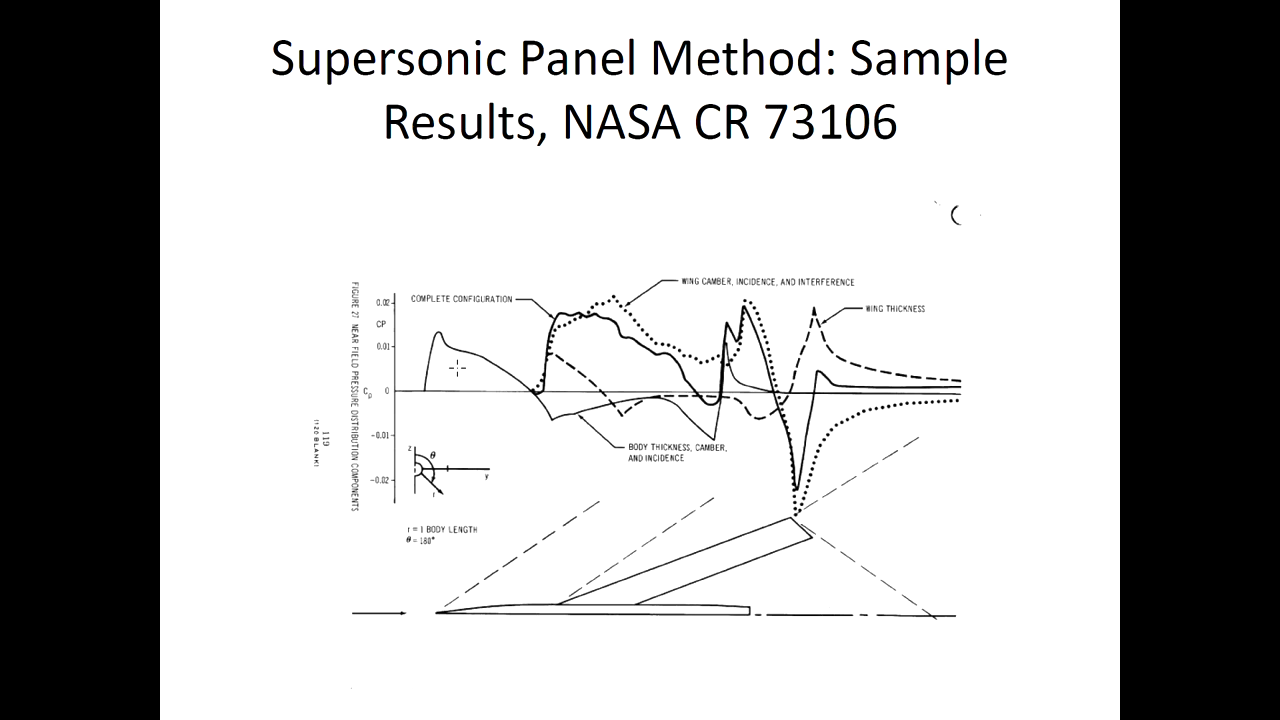 Supersonic Panel Method: Sample
Results, NASA CR 73106
WING CAMBER, INCIDENCE, AND INTERFERENCE
COMPLETE CONFIGURATION
WING THICKNESS
0.02
CP
0.01
Cp 0
-0.01
-0.02
BODY THICKNESS, CAMBER,
AND INCIDENCE
z
θ
y
r
r = 1 BODY LENGTH
θ = 180°
FIGURE 27 NEAR FIELD PRESSURE DISTRIBUTION COMPONENTS
119
(120 BLANK)